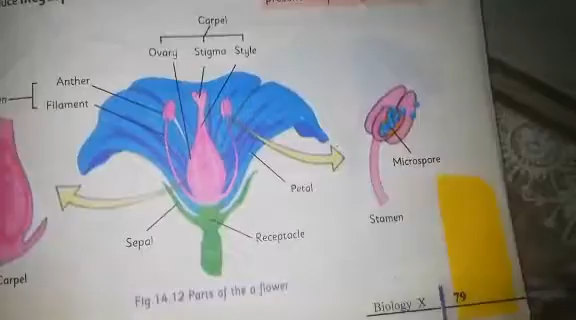 Carpel
Ovary Stigma Style
Anther
Filament
Microspore
Petal
Stamen
Sepal
Receptacle
Carpel
Fig 14.12 Parts of the a flower
Biology X 79